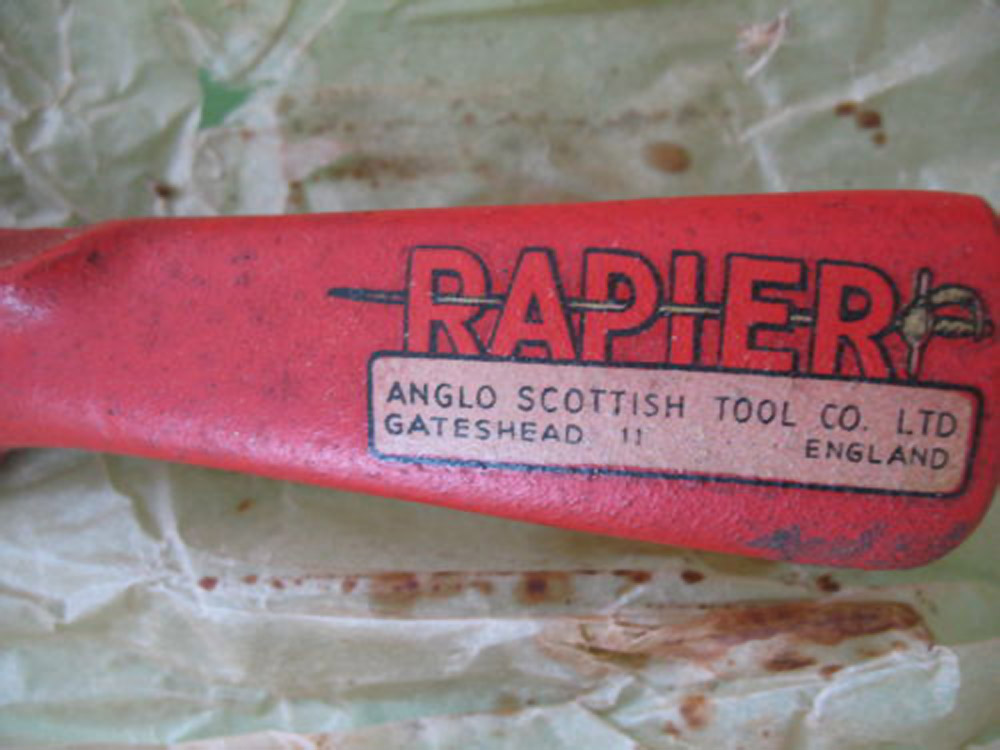 RAPIER
ANGLO SCOTTISH TOOL CO. LTD
GATESHEAD 11 ENGLAND